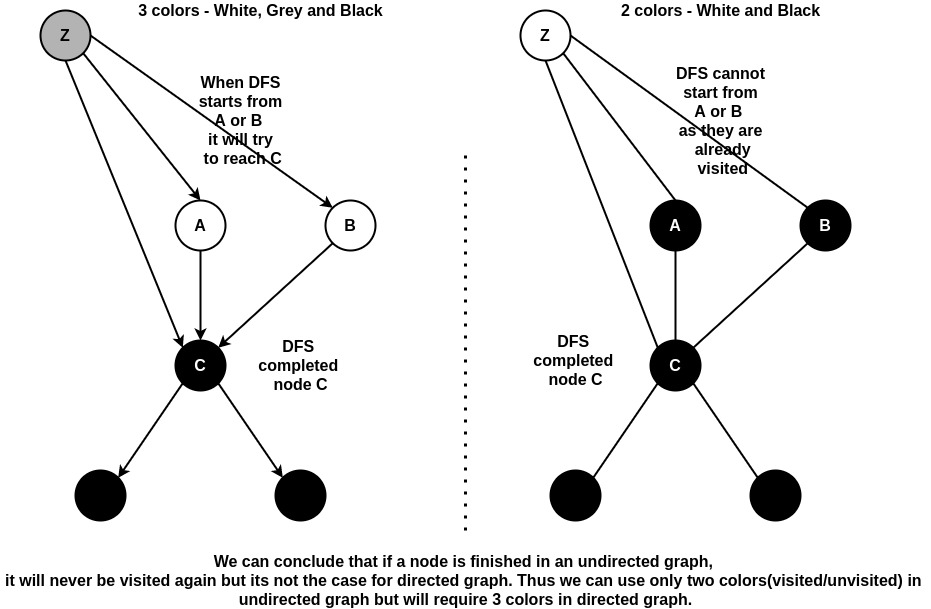 3 colors - White, Grey and Black
Z
When DFS
starts from
A or B
it will try
to reach C
A
B
C
DFS
completed
node C
2 colors - White and Black
Z
DFS cannot
start from
A or B
as they are
already
visited
A
B
DFS
completed
node C
C
We can conclude that if a node is finished in an undirected graph,
it will never be visited again but its not the case for directed graph. Thus we can use only two colors(visited/unvisited) in
undirected graph but will require 3 colors in directed graph.